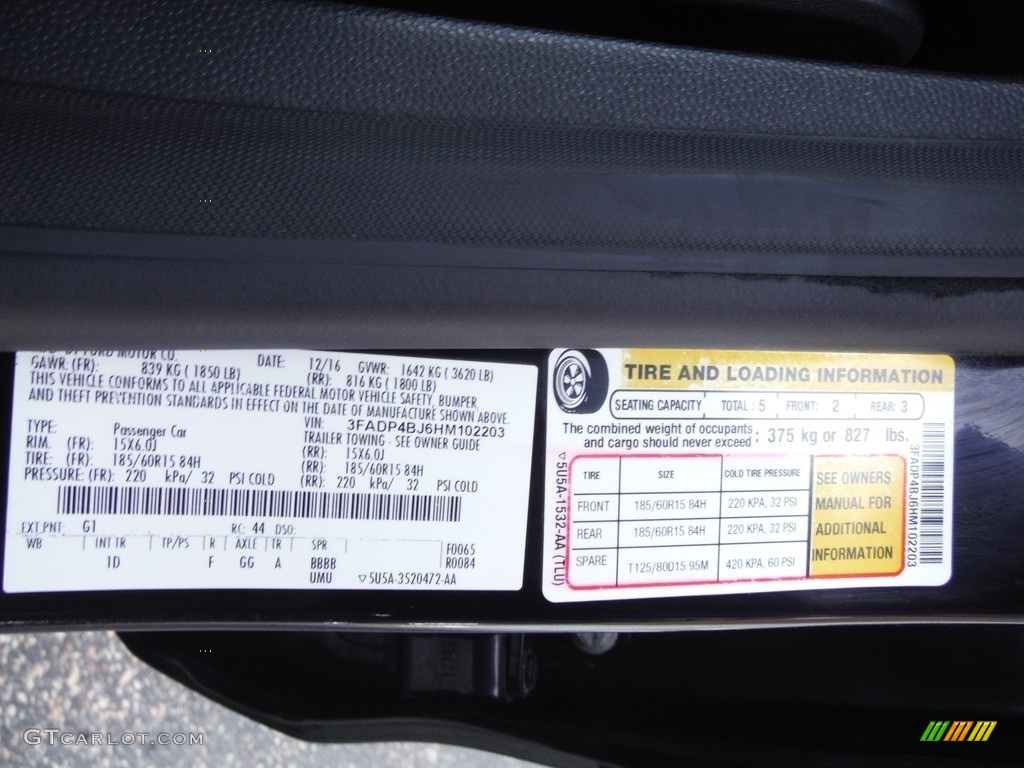 BY FORD MOTOR CO.
DATE: 12/16 GVWR: 1642 KG ( 3620 LB)
GAWR: (FR): 839 KG ( 1850 LB) (RR): 816 KG ( 1800 LB)
THIS VEHICLE CONFORMS TO ALL APPLICABLE FEDERAL MOTOR VEHICLE SAFETY, BUMPER,
AND THEFT PREVENTION STANDARDS IN EFFECT ON THE DATE OF MANUFACTURE SHOWN ABOVE.
VIN: 3FADP4BJ6HM102203
TYPE: Passenger Car TRAILER TOWING - SEE OWNER GUIDE
RIM. (FR): 15X6.0J (RR): 15X6.0J
TIRE: (FR): 185/60R15 84H (RR): 185/60R15 84H
PRESSURE: (FR): 220 kPa/ 32 PSI COLD (RR): 220 kPa/ 32 PSI COLD
EXT.PNT: G1 RC: 44 DSO:
WB INT TR TP/PS R AXLE TR SPR F0065
1D F GG A BBBB R0084
UMU ▽5U5A-3520472-AA
TIRE AND LOADING INFORMATION
SEATING CAPACITY TOTAL : 5 FRONT: 2 REAR: 3
The combined weight of occupants
and cargo should never exceed : 375 kg or 827 lbs.
▽5U5A-1532-AA (TLU)
TIRE SIZE COLD TIRE PRESSURE
FRONT 185/60R15 84H 220 KPA, 32 PSI
REAR 185/60R15 84H 220 KPA, 32 PSI
SPARE T125/80D15 95M 420 KPA, 60 PSI
SEE OWNERS
MANUAL FOR
ADDITIONAL
INFORMATION
3FADP4BJ6HM102203
GTCARLOT.COM